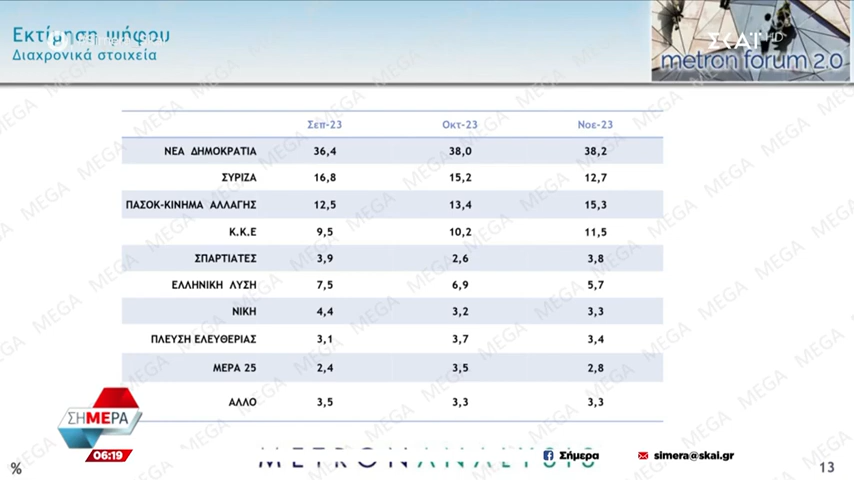 Εκτίμηση ψήφου
Διαχρονικά στοιχεία
ΣΚΑΪ HD
metron forum 2.0
Σεπ-23 Οκτ-23 Νοε-23
ΝΕΑ ΔΗΜΟΚΡΑΤΙΑ 36,4 38,0 38,2
ΣΥΡΙΖΑ 16,8 15,2 12,7
ΠΑΣΟΚ-ΚΙΝΗΜΑ ΑΛΛΑΓΗΣ 12,5 13,4 15,3
Κ.Κ.Ε 9,5 10,2 11,5
ΣΠΑΡΤΙΑΤΕΣ 3,9 2,6 3,8
ΕΛΛΗΝΙΚΗ ΛΥΣΗ 7,5 6,9 5,7
ΝΙΚΗ 4,4 3,2 3,3
ΠΛΕΥΣΗ ΕΛΕΥΘΕΡΙΑΣ 3,1 3,7 3,4
ΜΕΡΑ 25 2,4 3,5 2,8
ΑΛΛΟ 3,5 3,3 3,3
MEGA
ΣΗΜΕΡΑ
06:19
METRON ANALYSIS
Σήμερα
simera@skai.gr
%
13